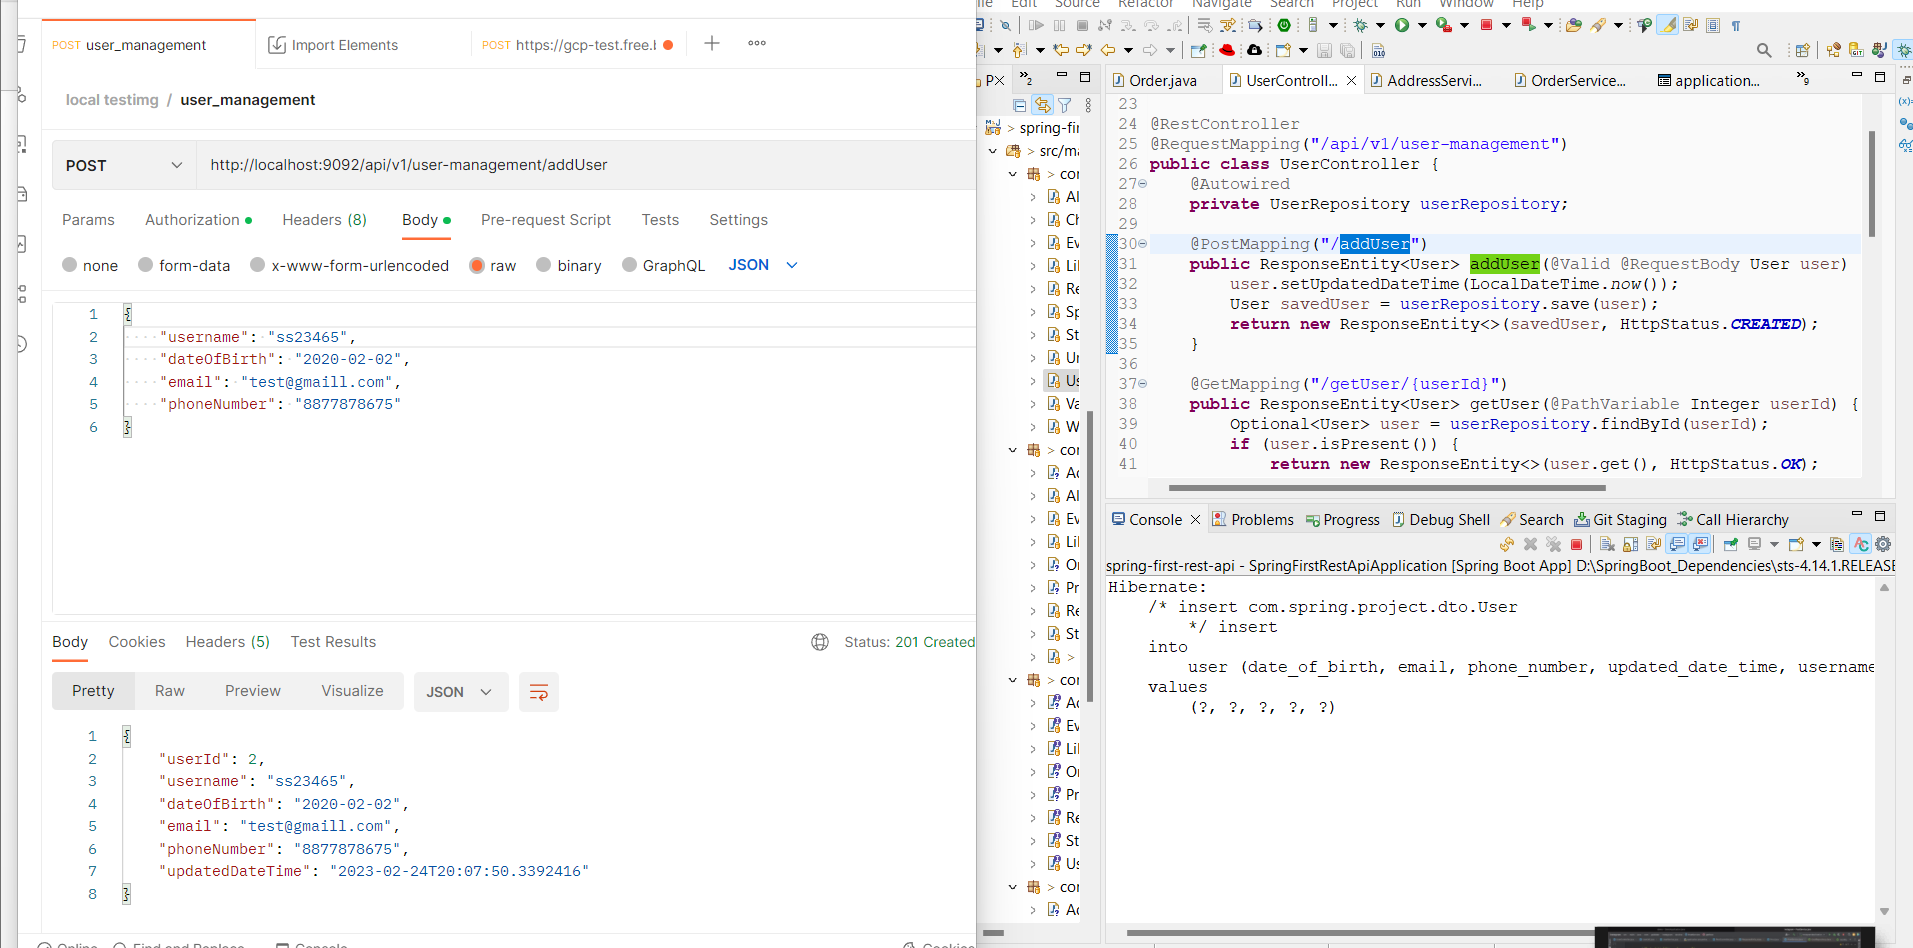 File Edit Source Refactor Navigate Search Project Run Window Help
POST user_management
Import Elements
POST https://gcp-test.free.b
local testimg / user_management
POST
http://localhost:9092/api/v1/user-management/addUser
Params Authorization Headers (8) Body Pre-request Script Tests Settings
none form-data x-www-form-urlencoded raw binary GraphQL JSON
1 {
2 "username": "ss23465",
3 "dateOfBirth": "2020-02-02",
4 "email": "test@gmaill.com",
5 "phoneNumber": "8877878675"
6 }
Body Cookies Headers (5) Test Results Status: 201 Created
Pretty Raw Preview Visualize JSON
1 {
2 "userId": 2,
3 "username": "ss23465",
4 "dateOfBirth": "2020-02-02",
5 "email": "test@gmaill.com",
6 "phoneNumber": "8877878675",
7 "updatedDateTime": "2023-02-24T20:07:50.3392416"
8 }
Online Find and Replace Console Cookies
P
2
> spring-fir
> src/ma
> cor
Al
Ch
Ev
Lil
Re
Sp
St
Ur
Us
Va
W
cor
Ac
Al
Ev
Lil
Or
Pr
Re
St
>
> cor
Ac
Ev
Lil
Or
Pr
Re
St
Us
> cor
Ac
Order.java UserControll... AddressServi... OrderService... application... 9
23
24 @RestController
25 @RequestMapping("/api/v1/user-management")
26 public class UserController {
27 @Autowired
28 private UserRepository userRepository;
29
30 @PostMapping("/addUser")
31 public ResponseEntity<User> addUser(@Valid @RequestBody User user)
32 user.setUpdatedDateTime(LocalDateTime.now());
33 User savedUser = userRepository.save(user);
34 return new ResponseEntity<>(savedUser, HttpStatus.CREATED);
35 }
36
37 @GetMapping("/getUser/{userId}")
38 public ResponseEntity<User> getUser(@PathVariable Integer userId) {
39 Optional<User> user = userRepository.findById(userId);
40 if (user.isPresent()) {
41 return new ResponseEntity<>(user.get(), HttpStatus.OK);
Console Problems Progress Debug Shell Search Git Staging Call Hierarchy
spring-first-rest-api - SpringFirstRestApiApplication [Spring Boot App] D:\SpringBoot_Dependencies\sts-4.14.1.RELEASE
Hibernate:
/* insert com.spring.project.dto.User
*/ insert
into
user (date_of_birth, email, phone_number, updated_date_time, username
values
(?, ?, ?, ?, ?)